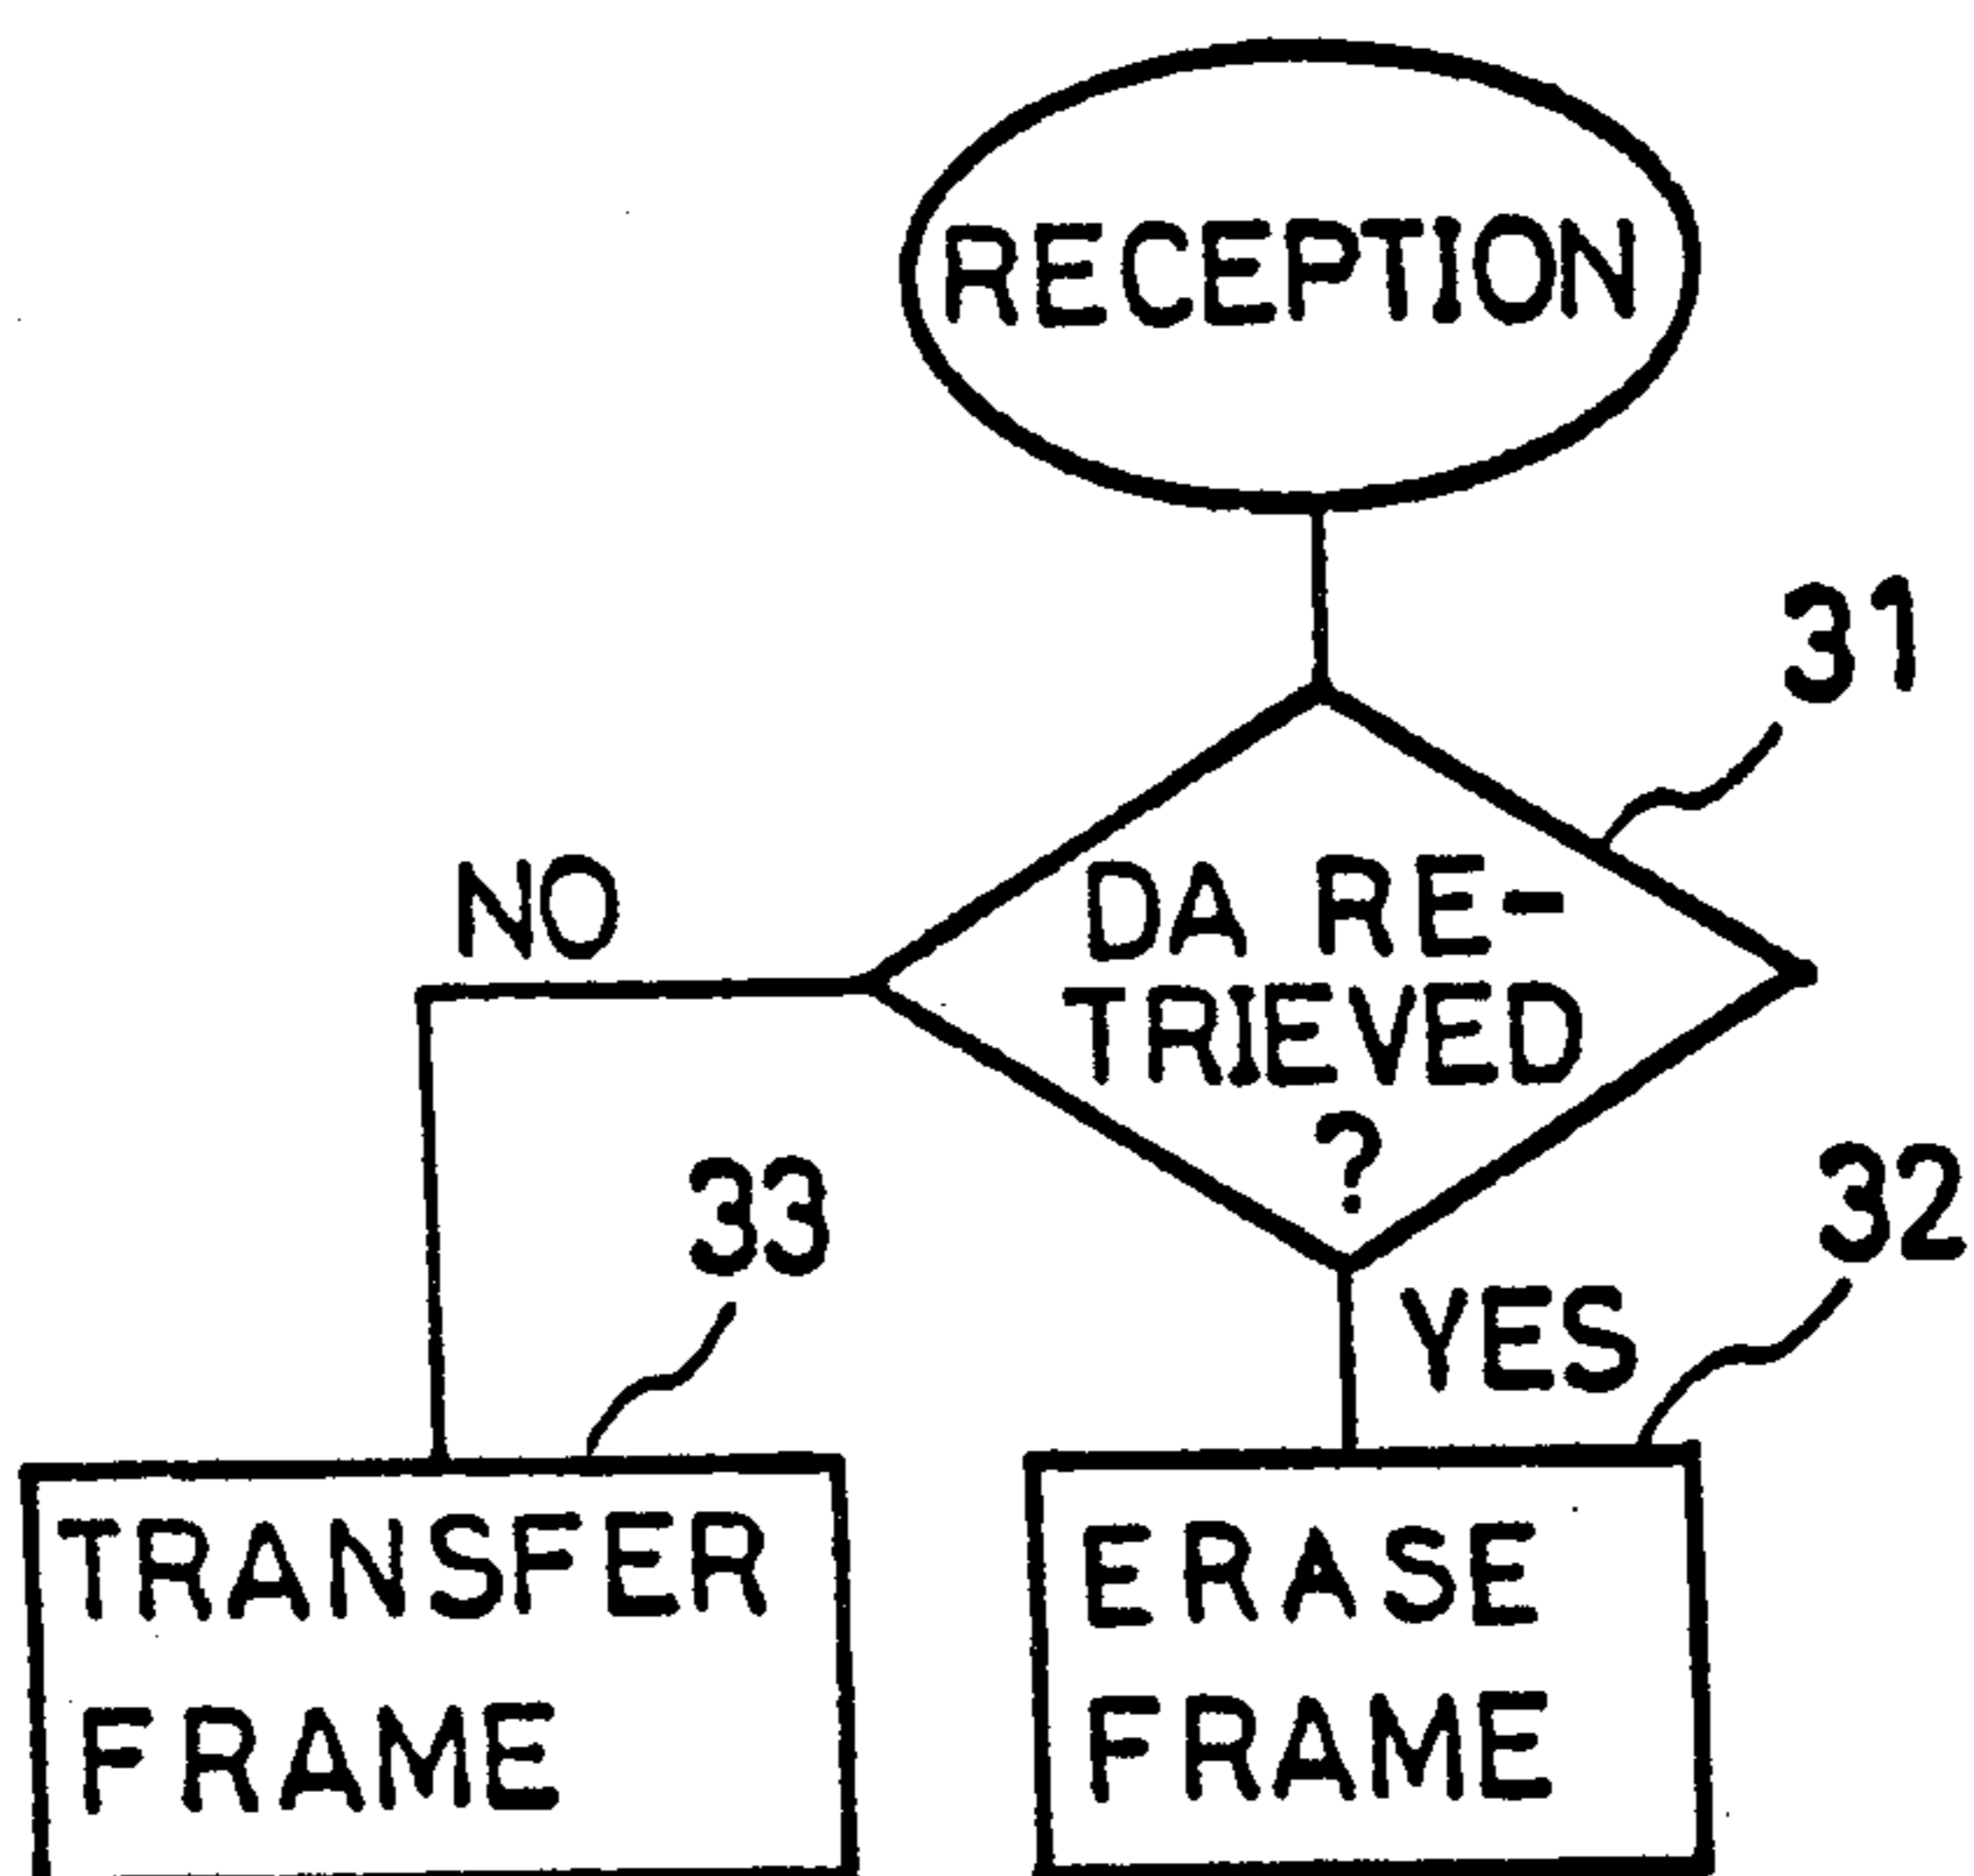 RECEPTION
31
DA RE-
TRIEVED
?
NO
33
32
YES
TRANSFER
FRAME
ERASE
FRAME